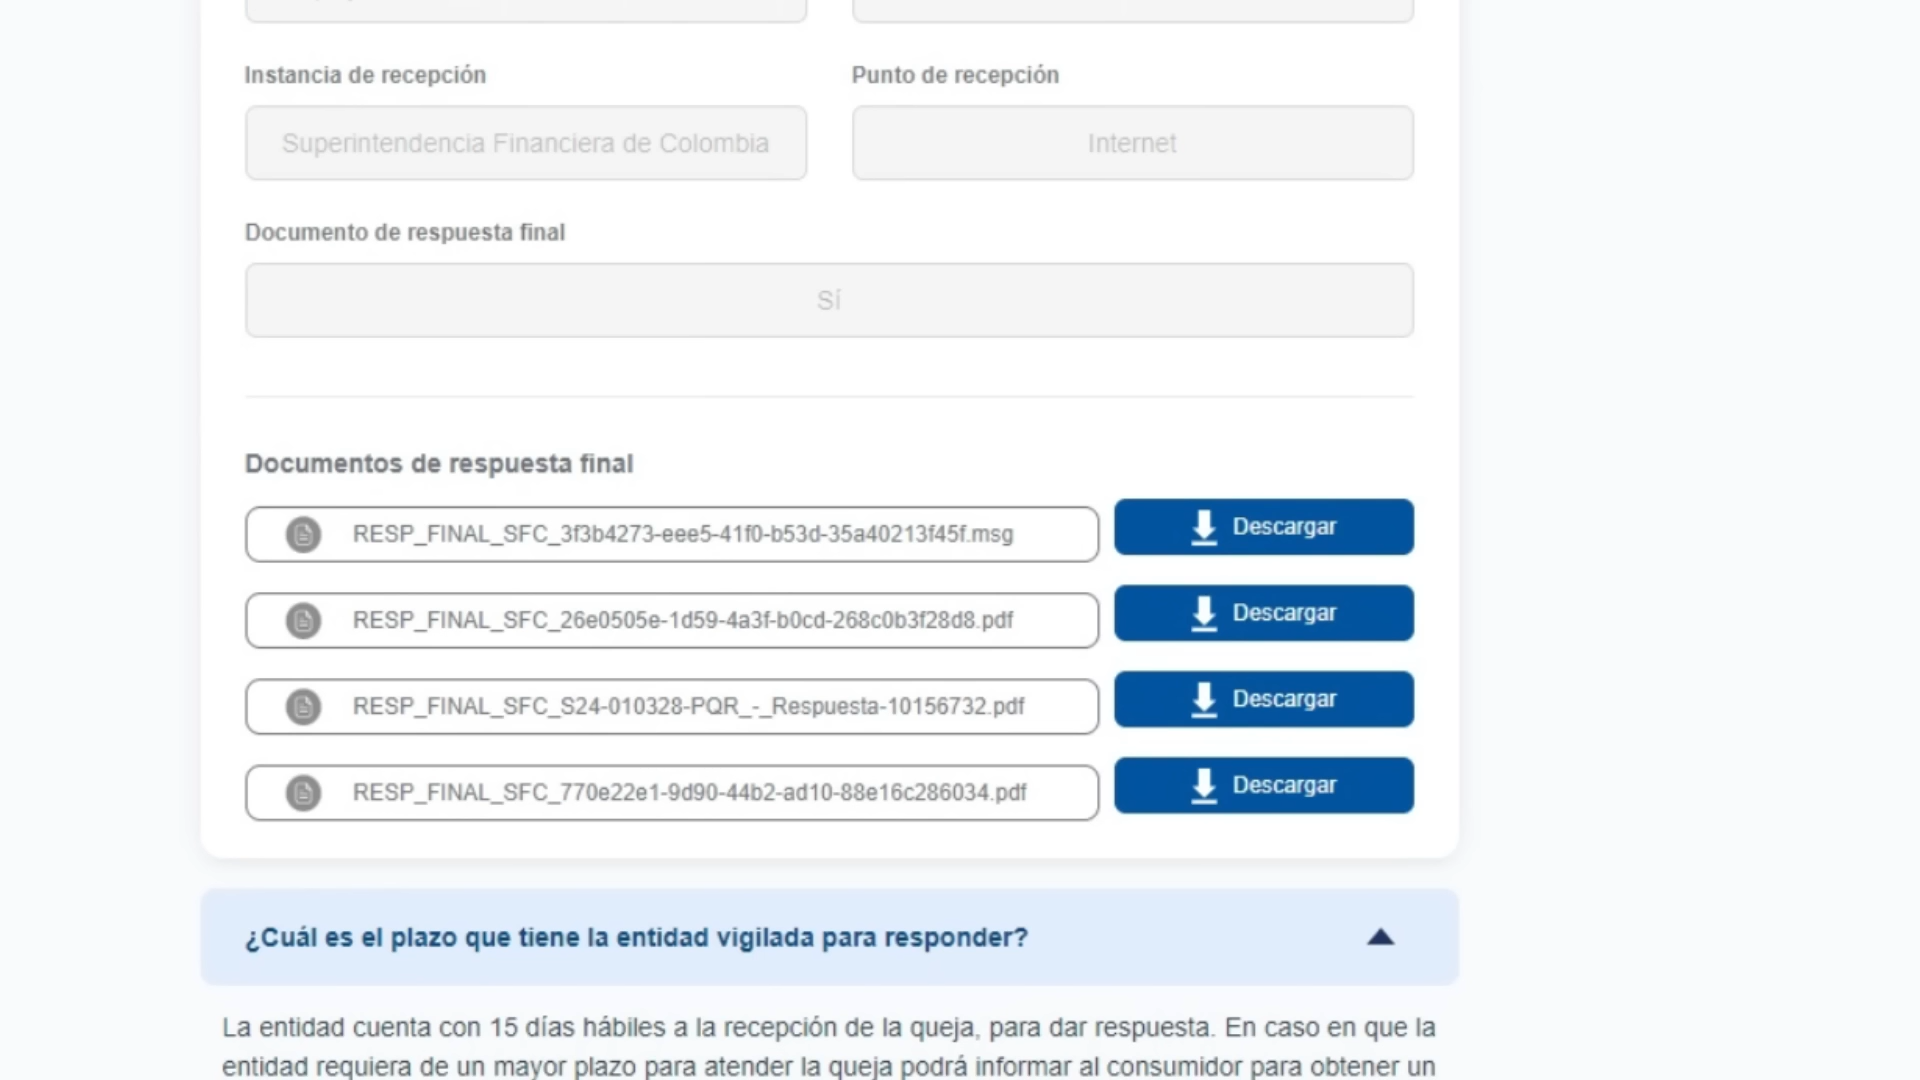 Instancia de recepción
Punto de recepción
Superintendencia Financiera de Colombia
Internet
Documento de respuesta final
Sí
Documentos de respuesta final
RESP_FINAL_SFC_3f3b4273-eee5-41f0-b53d-35a40213f45f.msg
Descargar
RESP_FINAL_SFC_26e0505e-1d59-4a3f-b0cd-268c0b3f28d8.pdf
Descargar
RESP_FINAL_SFC_S24-010328-PQR_-_Respuesta-10156732.pdf
Descargar
RESP_FINAL_SFC_770e22e1-9d90-44b2-ad10-88e16c286034.pdf
Descargar
¿Cuál es el plazo que tiene la entidad vigilada para responder?
La entidad cuenta con 15 días hábiles a la recepción de la queja, para dar respuesta. En caso en que la
entidad requiera de un mayor plazo para atender la queja podrá informar al consumidor para obtener un